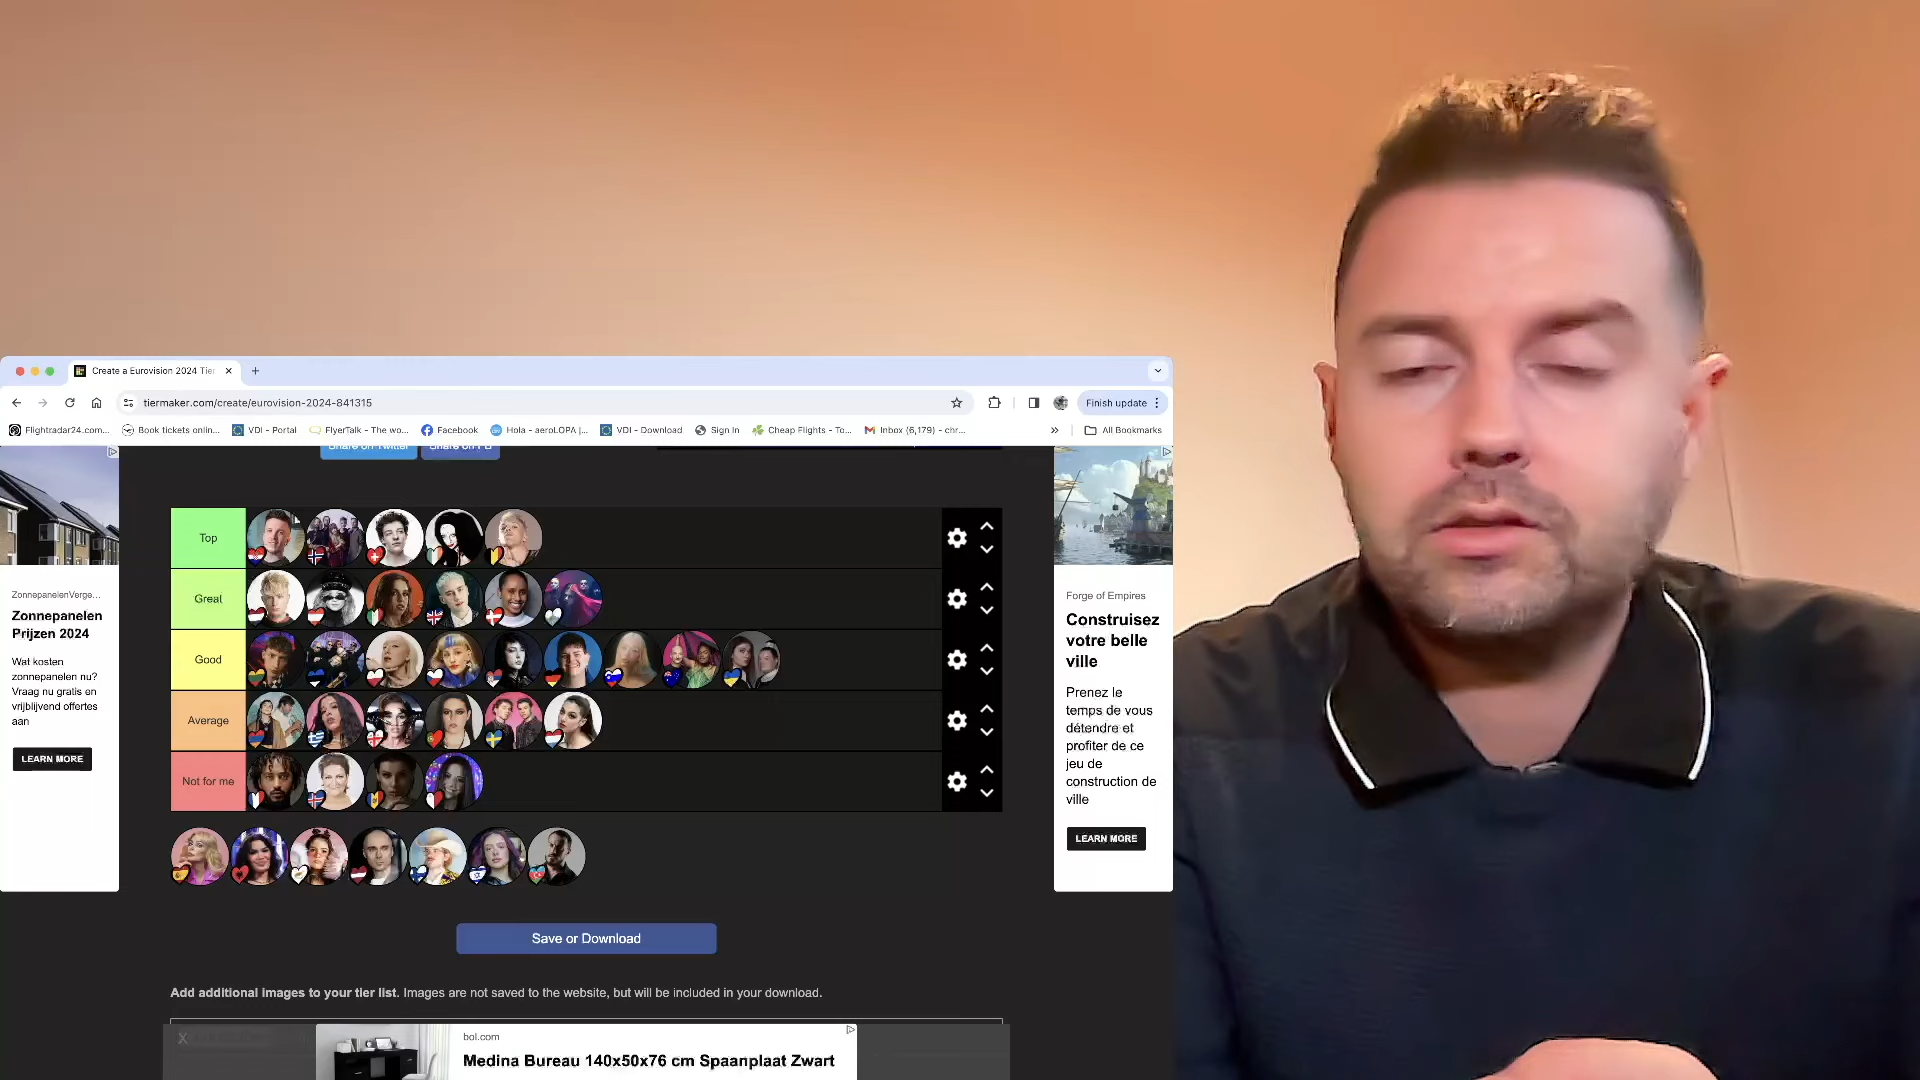 Create a Eurovision 2024 Tier
tiermaker.com/create/eurovision-2024-841315
Finish update
Flightradar24.com...
Book tickets onlin...
VDI - Portal
FlyerTalk - The wo...
Facebook
Hola - aeroLOPA |...
VDI - Download
Sign In
Cheap Flights - To...
Inbox (6,179) - chr...
All Bookmarks
Share on Twitter
Share on FB
ZonnepanelenVerge...
Zonnepanelen
Prijzen 2024
Wat kosten
zonnepanelen nu?
Vraag nu gratis en
vrijblijvend offertes
aan
LEARN MORE
Top
Great
Good
Average
Not for me
Save or Download
Add additional images to your tier list. Images are not saved to the website, but will be included in your download.
Forge of Empires
Construisez
votre belle
ville
Prenez le
temps de vous
détendre et
profiter de ce
jeu de
construction de
ville
LEARN MORE
X
bol.com
Medina Bureau 140x50x76 cm Spaanplaat Zwart